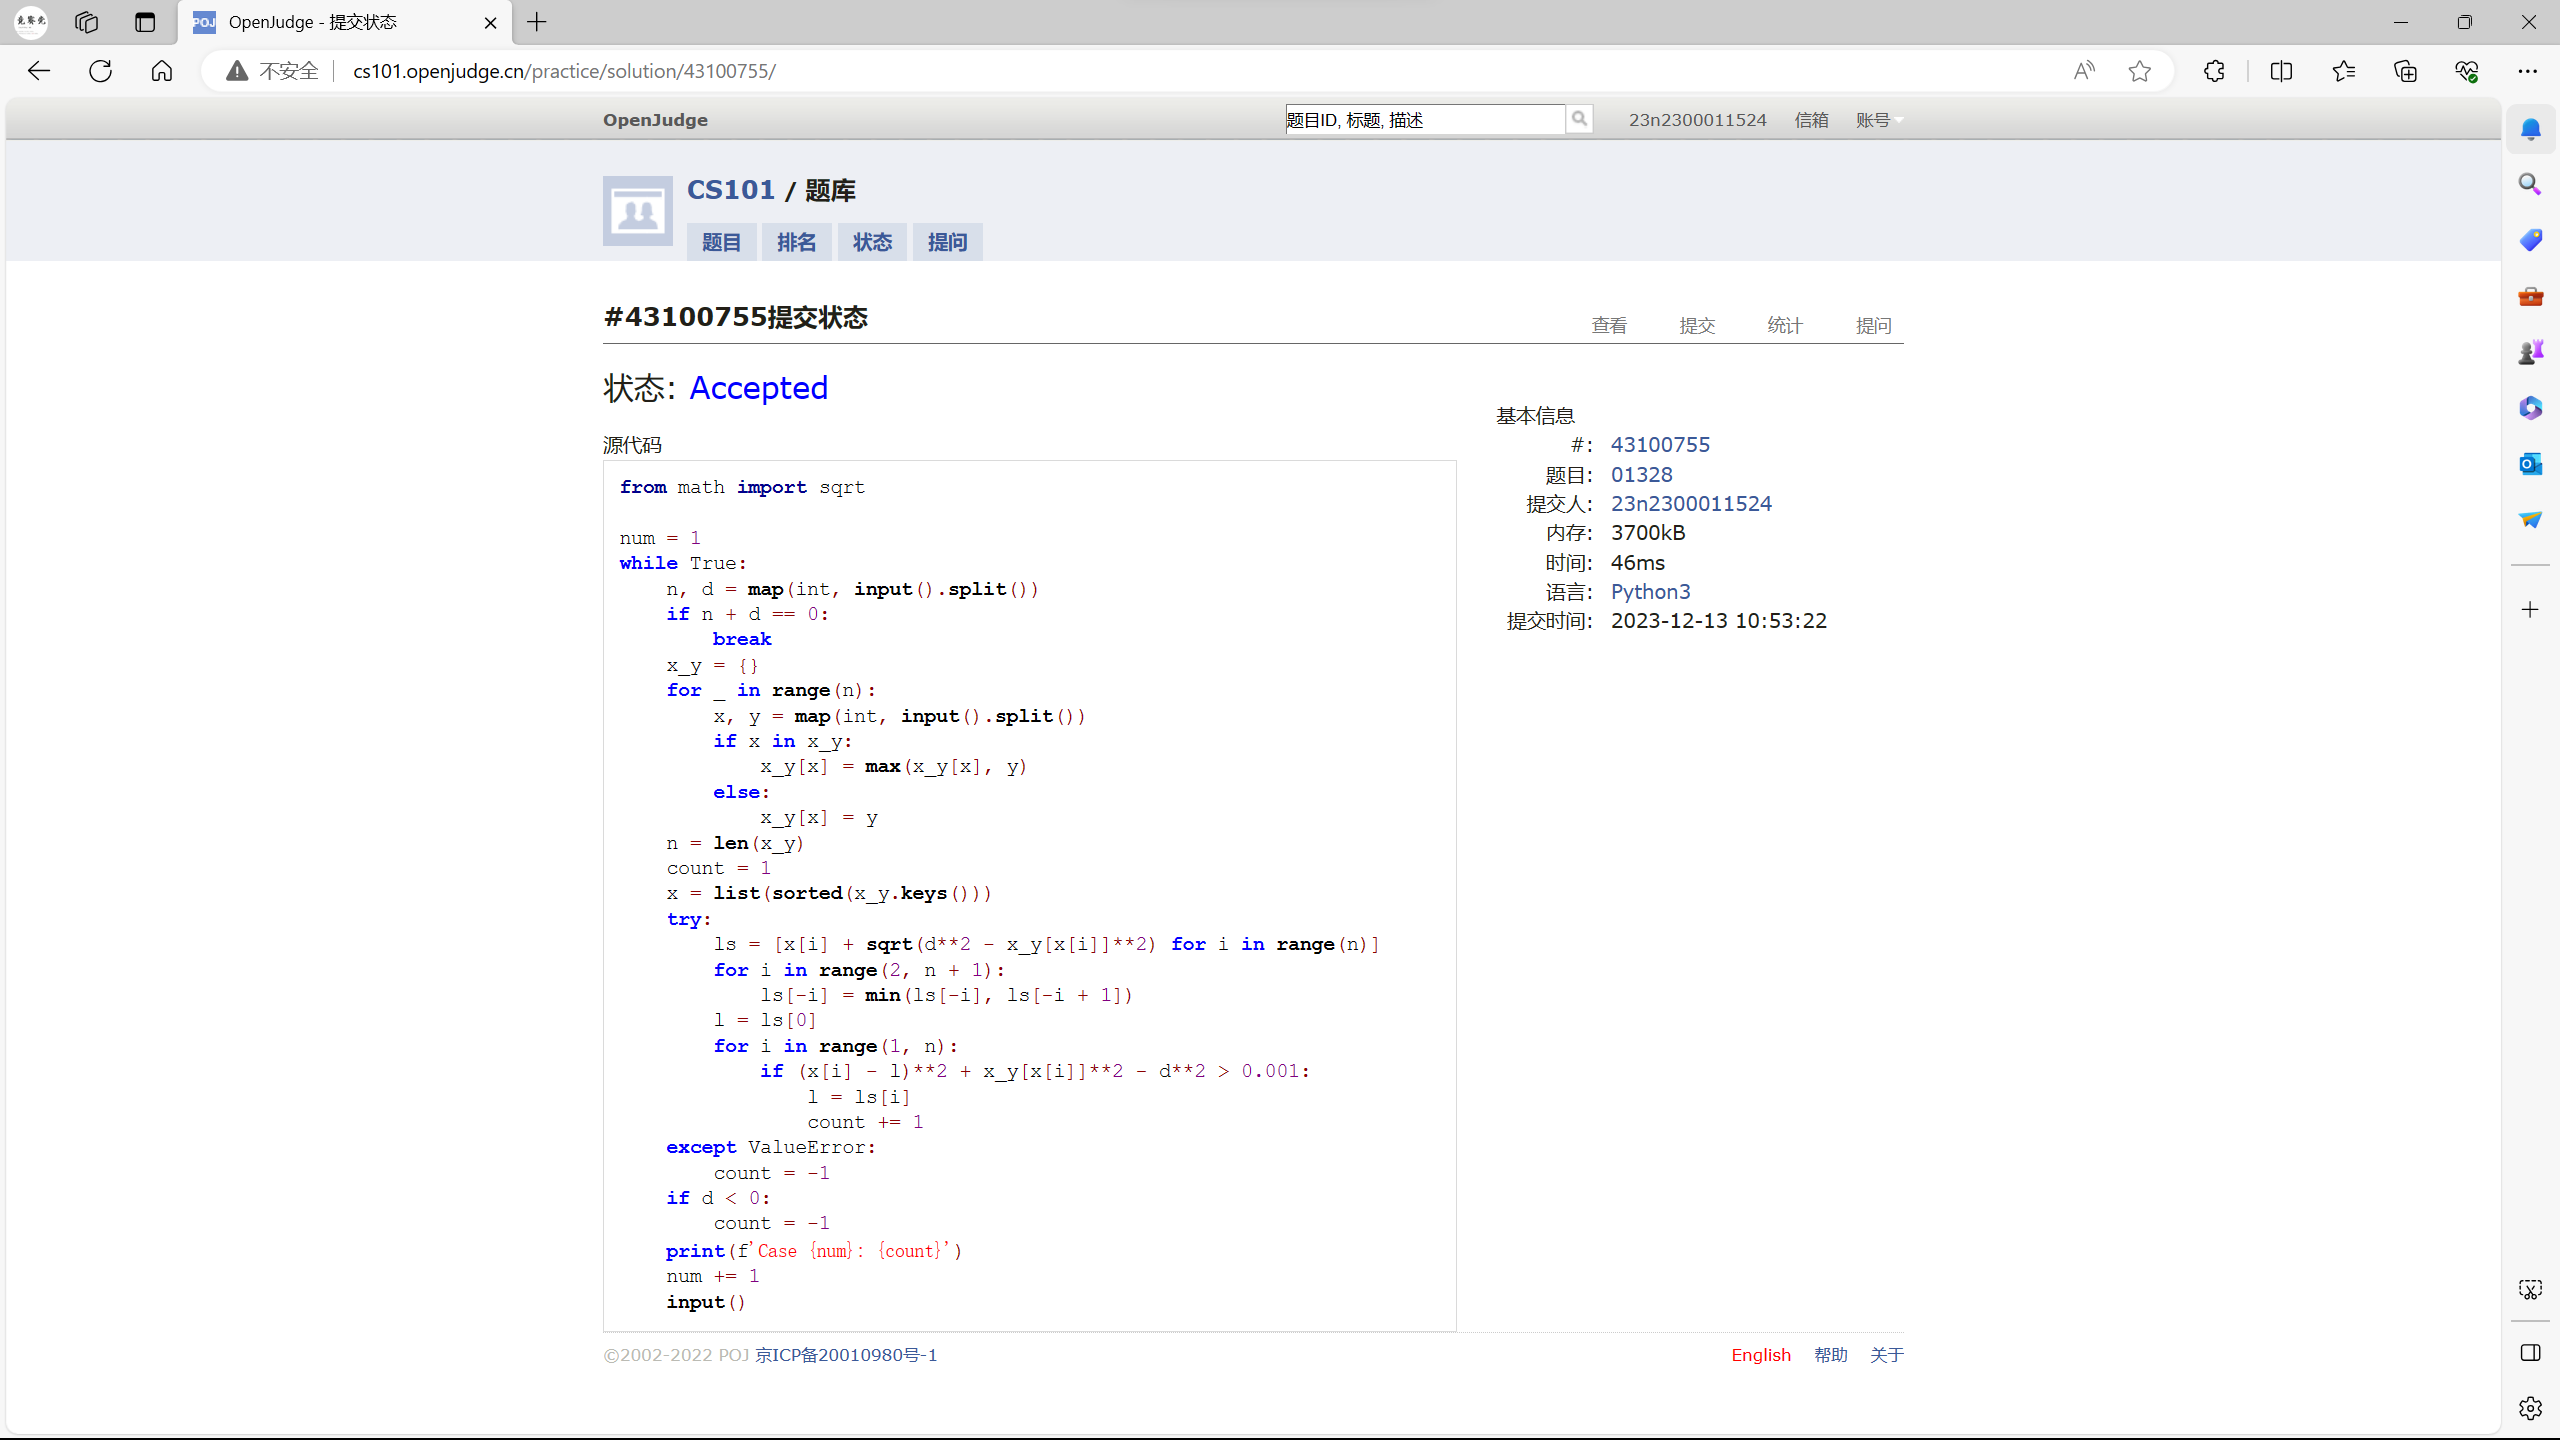 OpenJudge - 提交状态
不安全 cs101.openjudge.cn/practice/solution/43100755/
OpenJudge 题目ID, 标题, 描述 23n2300011524 信箱 账号
CS101 / 题库
题目 排名 状态 提问
#43100755提交状态 查看 提交 统计 提问
状态: Accepted
源代码
from math import sqrt

num = 1
while True:
    n, d = map(int, input().split())
    if n + d == 0:
        break
    x_y = {}
    for _ in range(n):
        x, y = map(int, input().split())
        if x in x_y:
            x_y[x] = max(x_y[x], y)
        else:
            x_y[x] = y
    n = len(x_y)
    count = 1
    x = list(sorted(x_y.keys()))
    try:
        ls = [x[i] + sqrt(d**2 - x_y[x[i]]**2) for i in range(n)]
        for i in range(2, n + 1):
            ls[-i] = min(ls[-i], ls[-i + 1])
        l = ls[0]
        for i in range(1, n):
            if (x[i] - l)**2 + x_y[x[i]]**2 - d**2 > 0.001:
                l = ls[i]
                count += 1
    except ValueError:
        count = -1
    if d < 0:
        count = -1
    print(f'Case {num}: {count}')
    num += 1
    input()
基本信息
#: 43100755
题目: 01328
提交人: 23n2300011524
内存: 3700kB
时间: 46ms
语言: Python3
提交时间: 2023-12-13 10:53:22
©2002-2022 POJ 京ICP备20010980号-1 English 帮助 关于